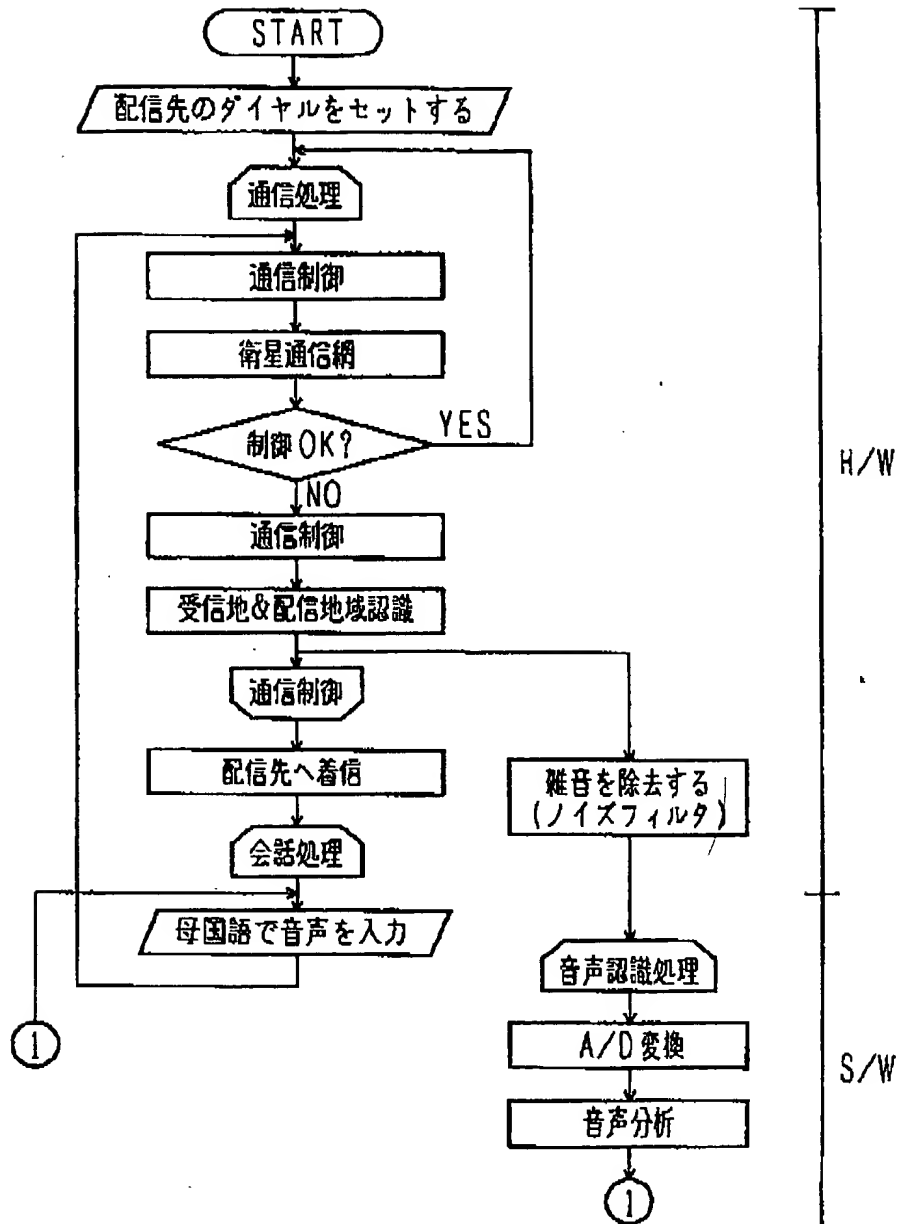 START
配信先のダイヤルをセットする
通信処理
通信制御
衛星通信網
制御OK?
YES
NO
通信制御
受信地&配信地域認識
通信制御
配信先へ着信
会話処理
母国語で音声を入力
1
雑音を除去する
(ノイズフィルタ)
音声認識処理
A/D変換
音声分析
1
H/W
S/W